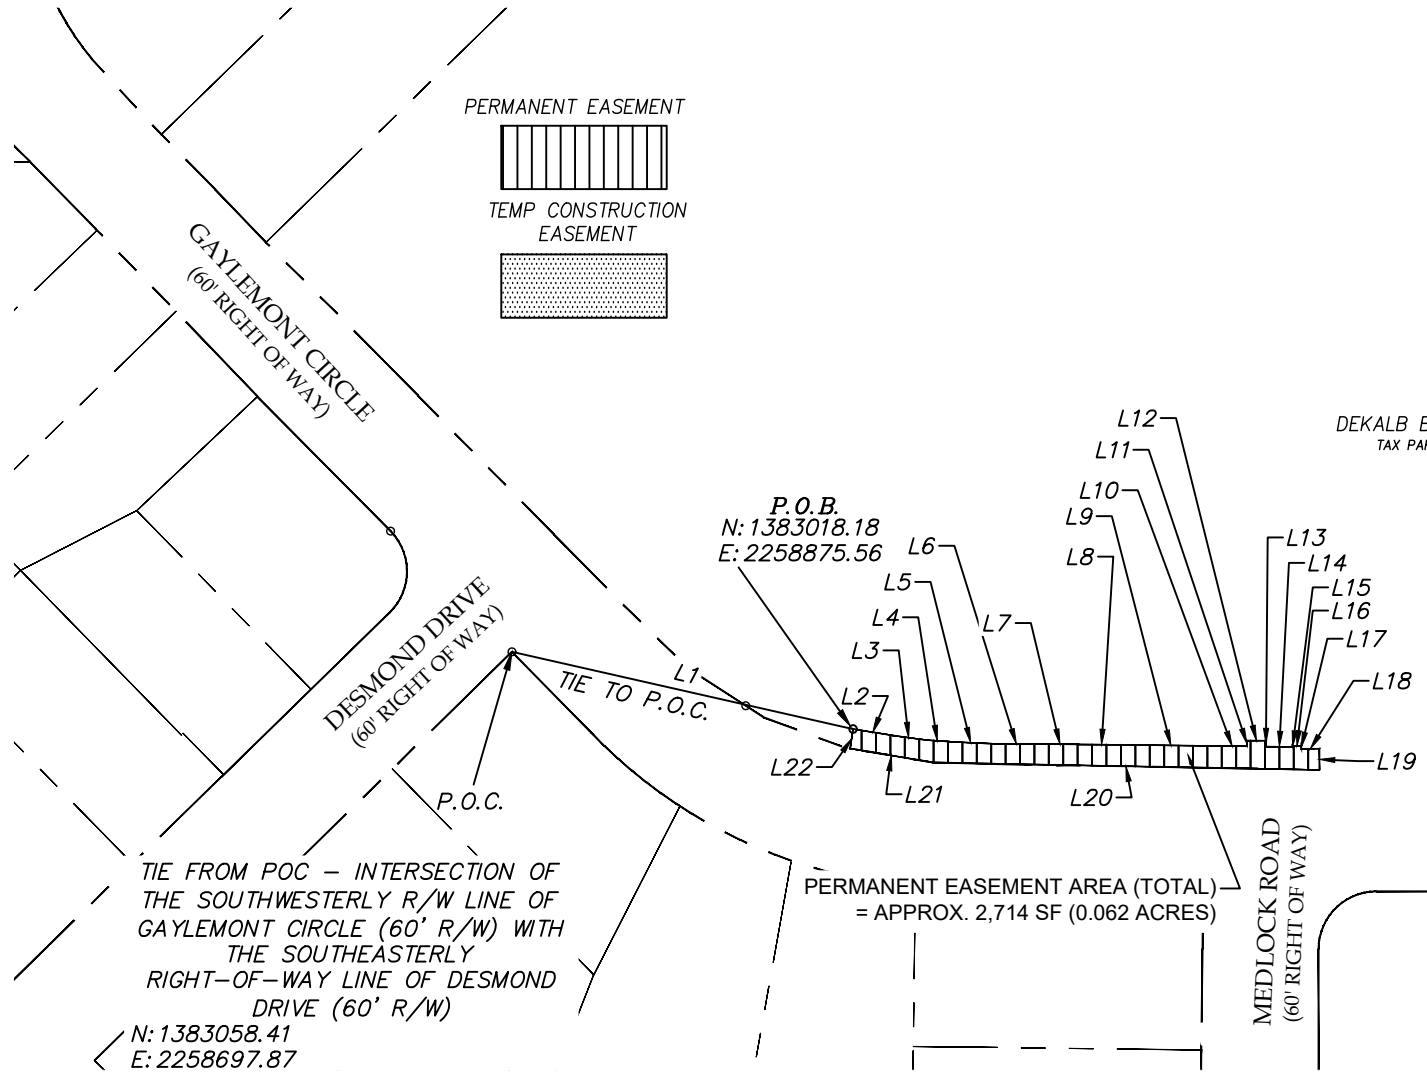 PERMANENT EASEMENT
TEMP CONSTRUCTION
EASEMENT
GAYLEMONT CIRCLE
(60' RIGHT OF WAY)
DEKALB
TAX
L12
L11
L10
L9
L8
P.O.B.
N: 1383018.18
E: 2258875.56
L6
L5
L4
L3
L2
L7
L13
L14
L15
L16
L17
L18
L19
DESMOND DRIVE
(60' RIGHT OF WAY)
L1
TIE TO P.O.C.
L22
L21
L20
P.O.C.
TIE FROM POC – INTERSECTION OF
THE SOUTHWESTERLY R/W LINE OF
GAYLEMONT CIRCLE (60' R/W) WITH
THE SOUTHEASTERLY
RIGHT–OF–WAY LINE OF DESMOND
DRIVE (60' R/W)
N: 1383058.41
E: 2258697.87
PERMANENT EASEMENT AREA (TOTAL)
= APPROX. 2,714 SF (0.062 ACRES)
MEDLOCK ROAD
(60' RIGHT OF WAY)